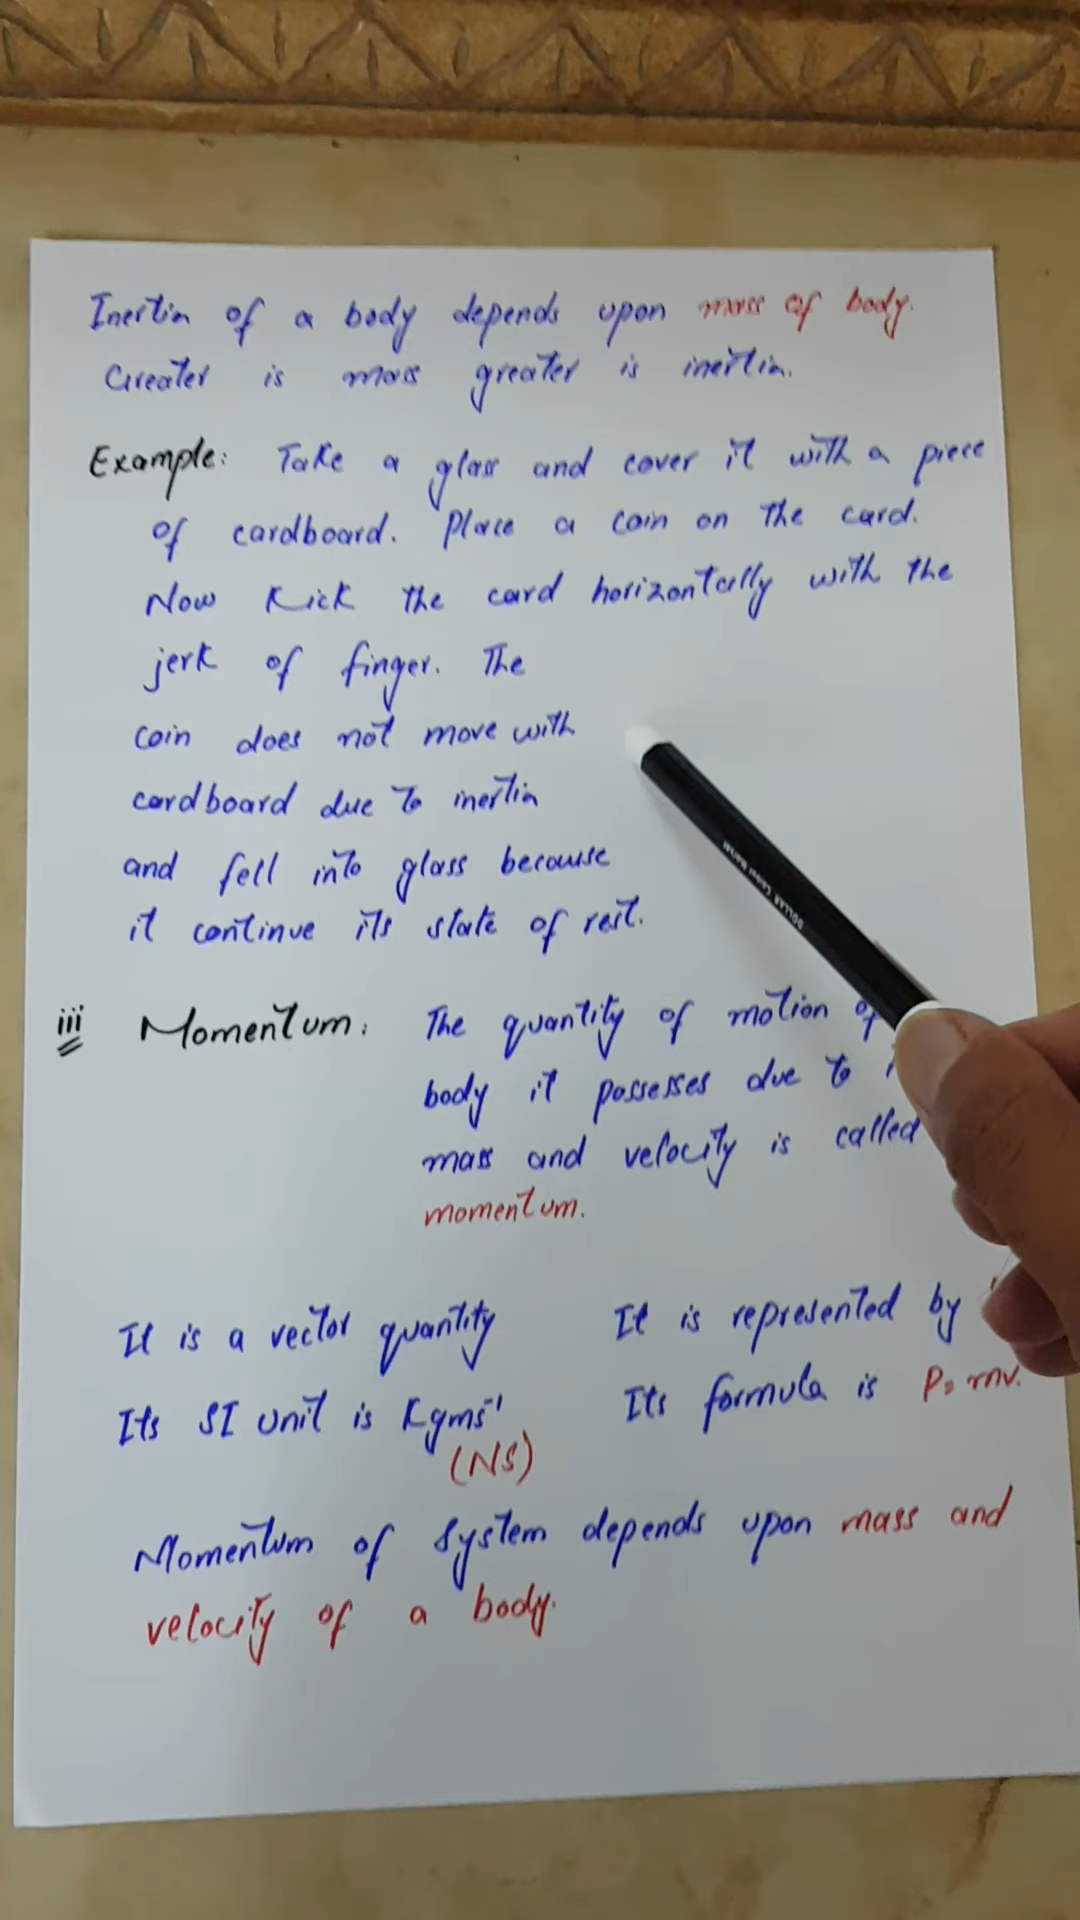 Inertia of a body depends upon mass of body.
Greater is mass greater is inertia.
Example: Take a glass and cover it with a piece
of cardboard. Place a coin on the card.
Now Kick the card horizontally with the
jerk of finger. The
coin does not move with
cardboard due to inertia
and fell into glass because
it continue its state of rest.
iii Momentum: The quantity of motion of
body it possesses due to
mass and velocity is called
momentum.
It is a vector quantity
It is represented by
Its SI unit is Kgms⁻¹
(NS)
Its formula is P=mv.
Momentum of system depends upon mass and
velocity of a body.
DOLLAR